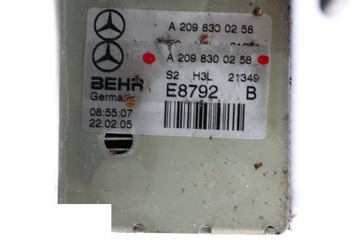 A 209 830 02 58
A 209 830 02 58
S2 H3L 21349
BEHR
Germany
E8792 B
08:55:07
22.02.05